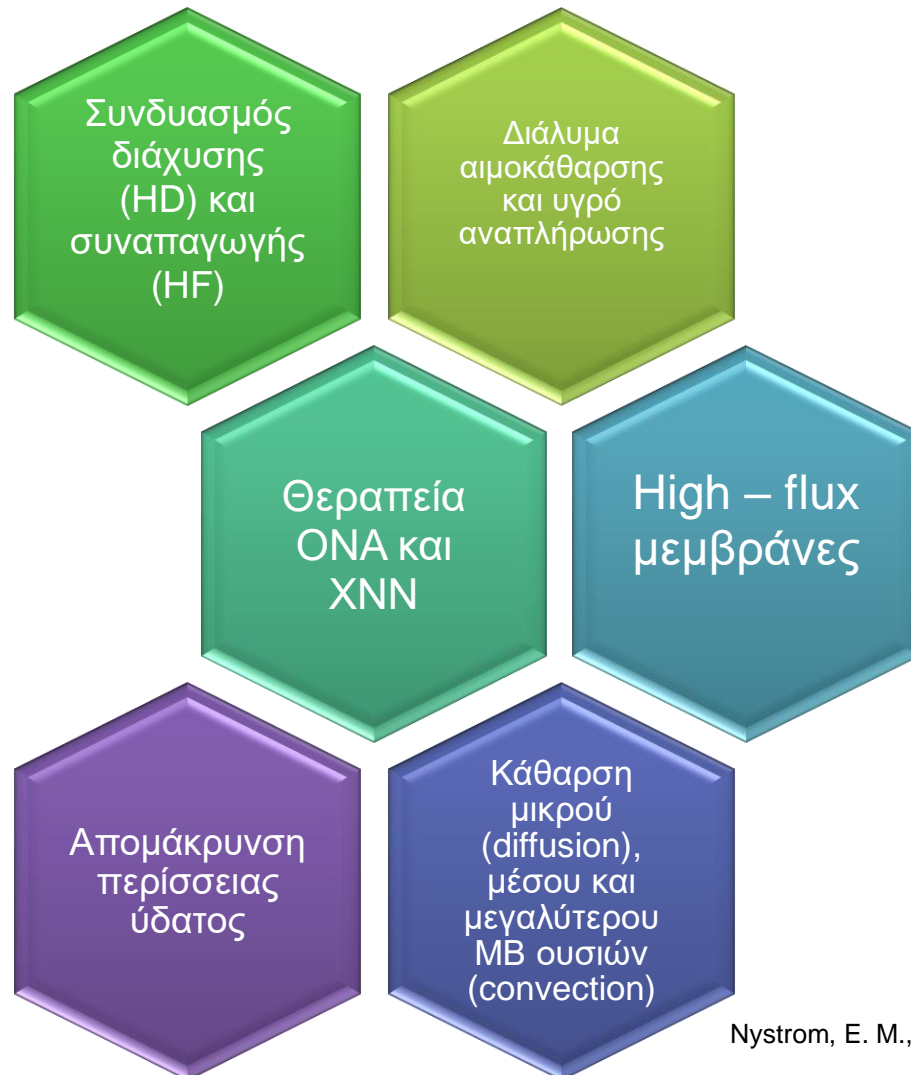 Συνδυασμός
διάχυσης
(HD) και
συναπαγωγής
(HF)
Διάλυμα
αιμοκάθαρσης
και υγρό
αναπλήρωσης
Θεραπεία
ΟΝΑ και
ΧΝΝ
High – flux
μεμβράνες
Απομάκρυνση
περίσσειας
ύδατος
Κάθαρση
μικρού
(diffusion),
μέσου και
μεγαλύτερου
ΜΒ ουσιών
(convection)
Nystrom, E. M.,